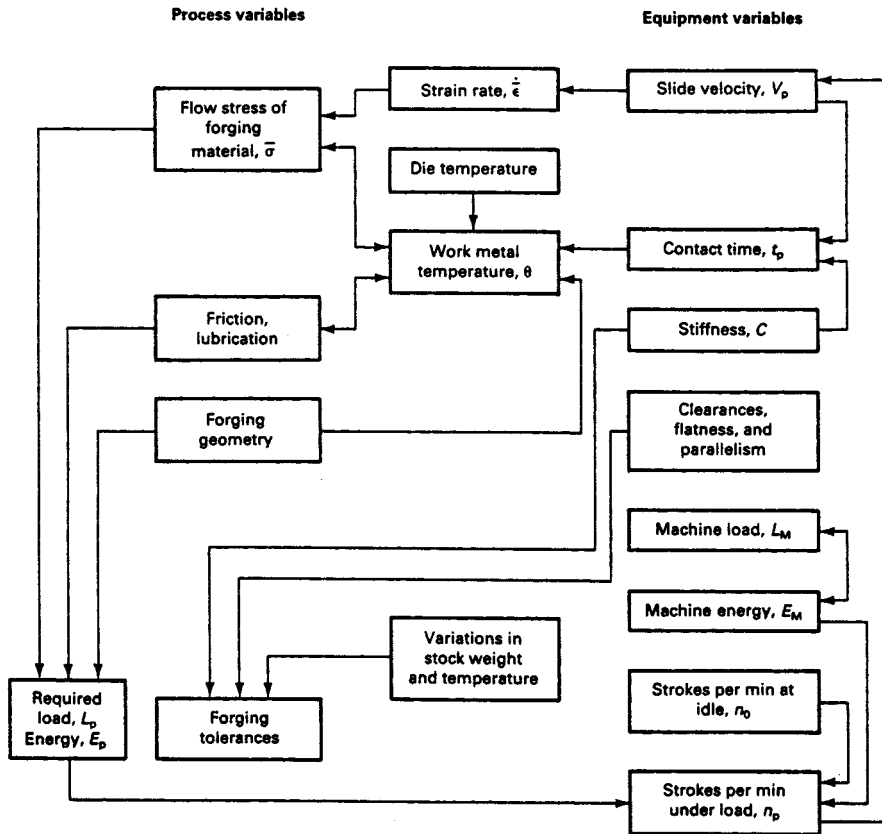 Process variables
Equipment variables
Flow stress of
forging
material, σ̅
Strain rate, ε̅̇
Slide velocity, Vp
Die temperature
Work metal
temperature, θ
Contact time, tp
Friction,
lubrication
Stiffness, C
Forging
geometry
Clearances,
flatness, and
parallelism
Machine load, LM
Machine energy, EM
Variations in
stock weight
and temperature
Strokes per min at
idle, n0
Required
load, Lp
Energy, Ep
Forging
tolerances
Strokes per min
under load, np